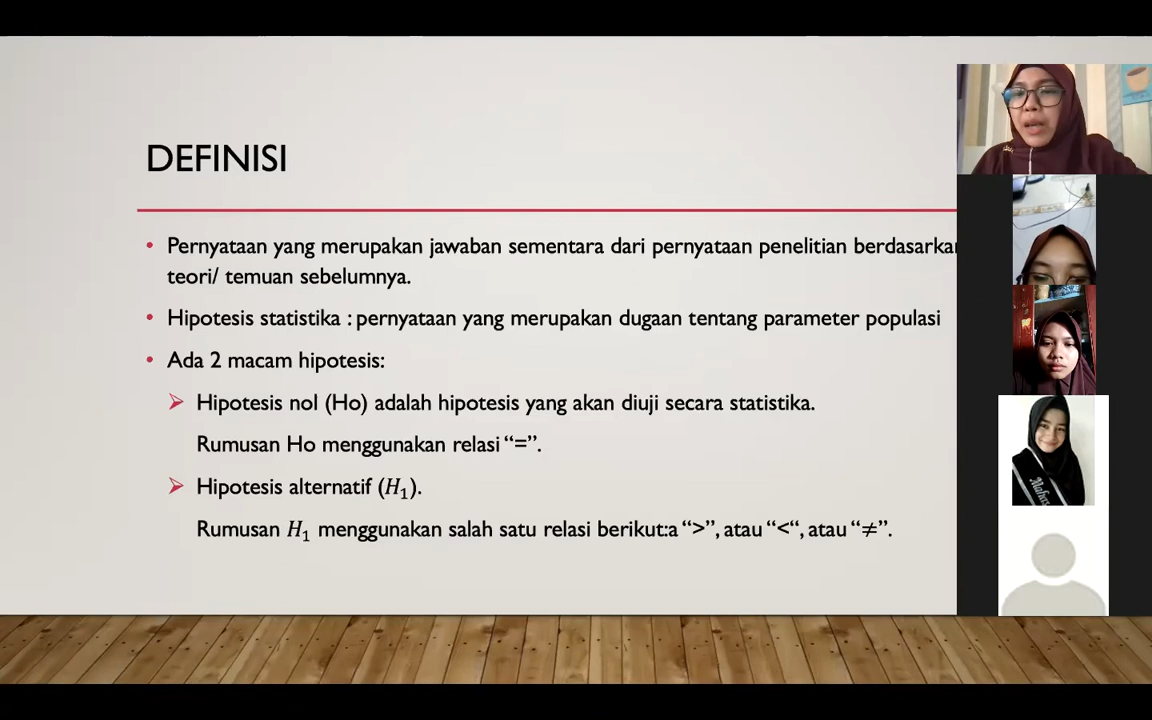 DEFINISI
• Pernyataan yang merupakan jawaban sementara dari pernyataan penelitian berdasarkan
teori/ temuan sebelumnya.
• Hipotesis statistika : pernyataan yang merupakan dugaan tentang parameter populasi
• Ada 2 macam hipotesis:
➢ Hipotesis nol (Ho) adalah hipotesis yang akan diuji secara statistika.
Rumusan Ho menggunakan relasi “=”.
➢ Hipotesis alternatif (H₁).
Rumusan H₁ menggunakan salah satu relasi berikut:a “>”, atau “<“, atau “≠”.